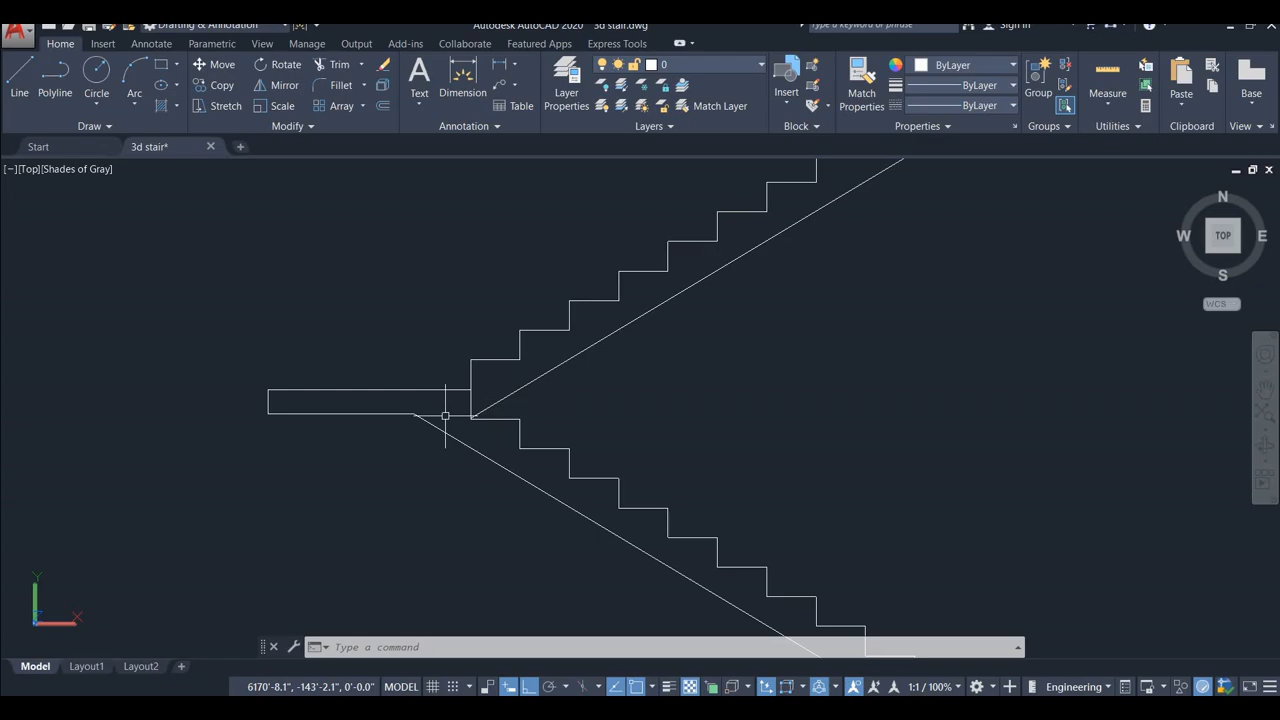 Drafting & Annotation
Autodesk AutoCAD 2020 3d stair.dwg
Type a keyword or phrase
Sign In
Home Insert Annotate Parametric View Manage Output Add-ins Collaborate Featured Apps Express Tools
Line Polyline Circle Arc
Move Rotate Trim
Copy Mirror Fillet
Stretch Scale Array
Text Dimension Table
Layer Properties
0
Match Layer
Insert
Match Properties
ByLayer
ByLayer
ByLayer
Group
Measure
Paste
Base
Draw Modify Annotation Layers Block Properties Groups Utilities Clipboard View
Start 3d stair*
[−][Top][Shades of Gray]
N
W TOP E
S
WCS
Y
X
Type a command
Model Layout1 Layout2
6170'-8.1", -143'-2.1", 0'-0.0" MODEL 1:1 / 100% Engineering